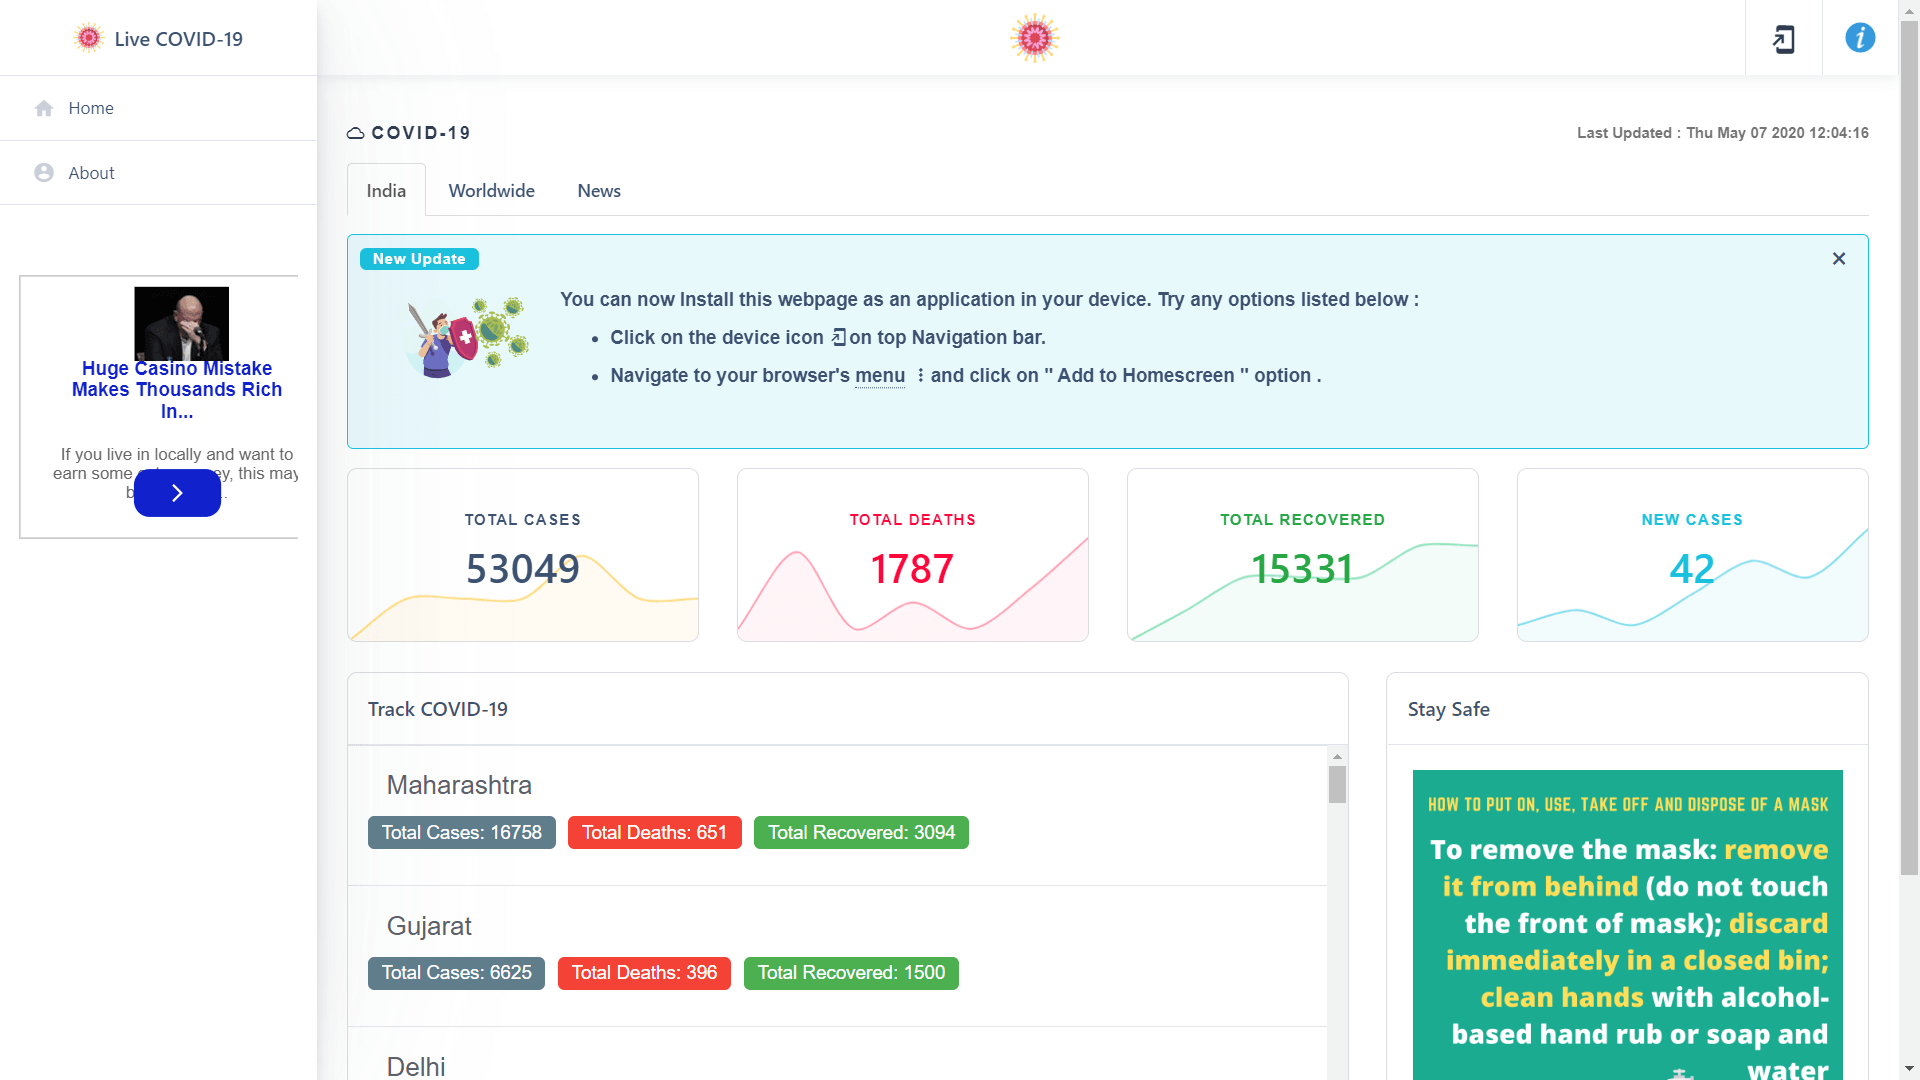 Live COVID-19
Home
About
Huge Casino Mistake
Makes Thousands Rich
In...
If you live in locally and want to
earn some
ey, this may
COVID-19
Last Updated : Thu May 07 2020 12:04:16
India
Worldwide
News
New Update
You can now Install this webpage as an application in your device. Try any options listed below :
• Click on the device icon on top Navigation bar.
• Navigate to your browser's menu ⋮ and click on " Add to Homescreen " option .
TOTAL CASES
53049
TOTAL DEATHS
1787
TOTAL RECOVERED
15331
NEW CASES
42
Track COVID-19
Maharashtra
Total Cases: 16758
Total Deaths: 651
Total Recovered: 3094
Gujarat
Total Cases: 6625
Total Deaths: 396
Total Recovered: 1500
Delhi
Stay Safe
HOW TO PUT ON, USE, TAKE OFF AND DISPOSE OF A MASK
To remove the mask: remove
it from behind (do not touch
the front of mask); discard
immediately in a closed bin;
clean hands with alcohol-
based hand rub or soap and
water